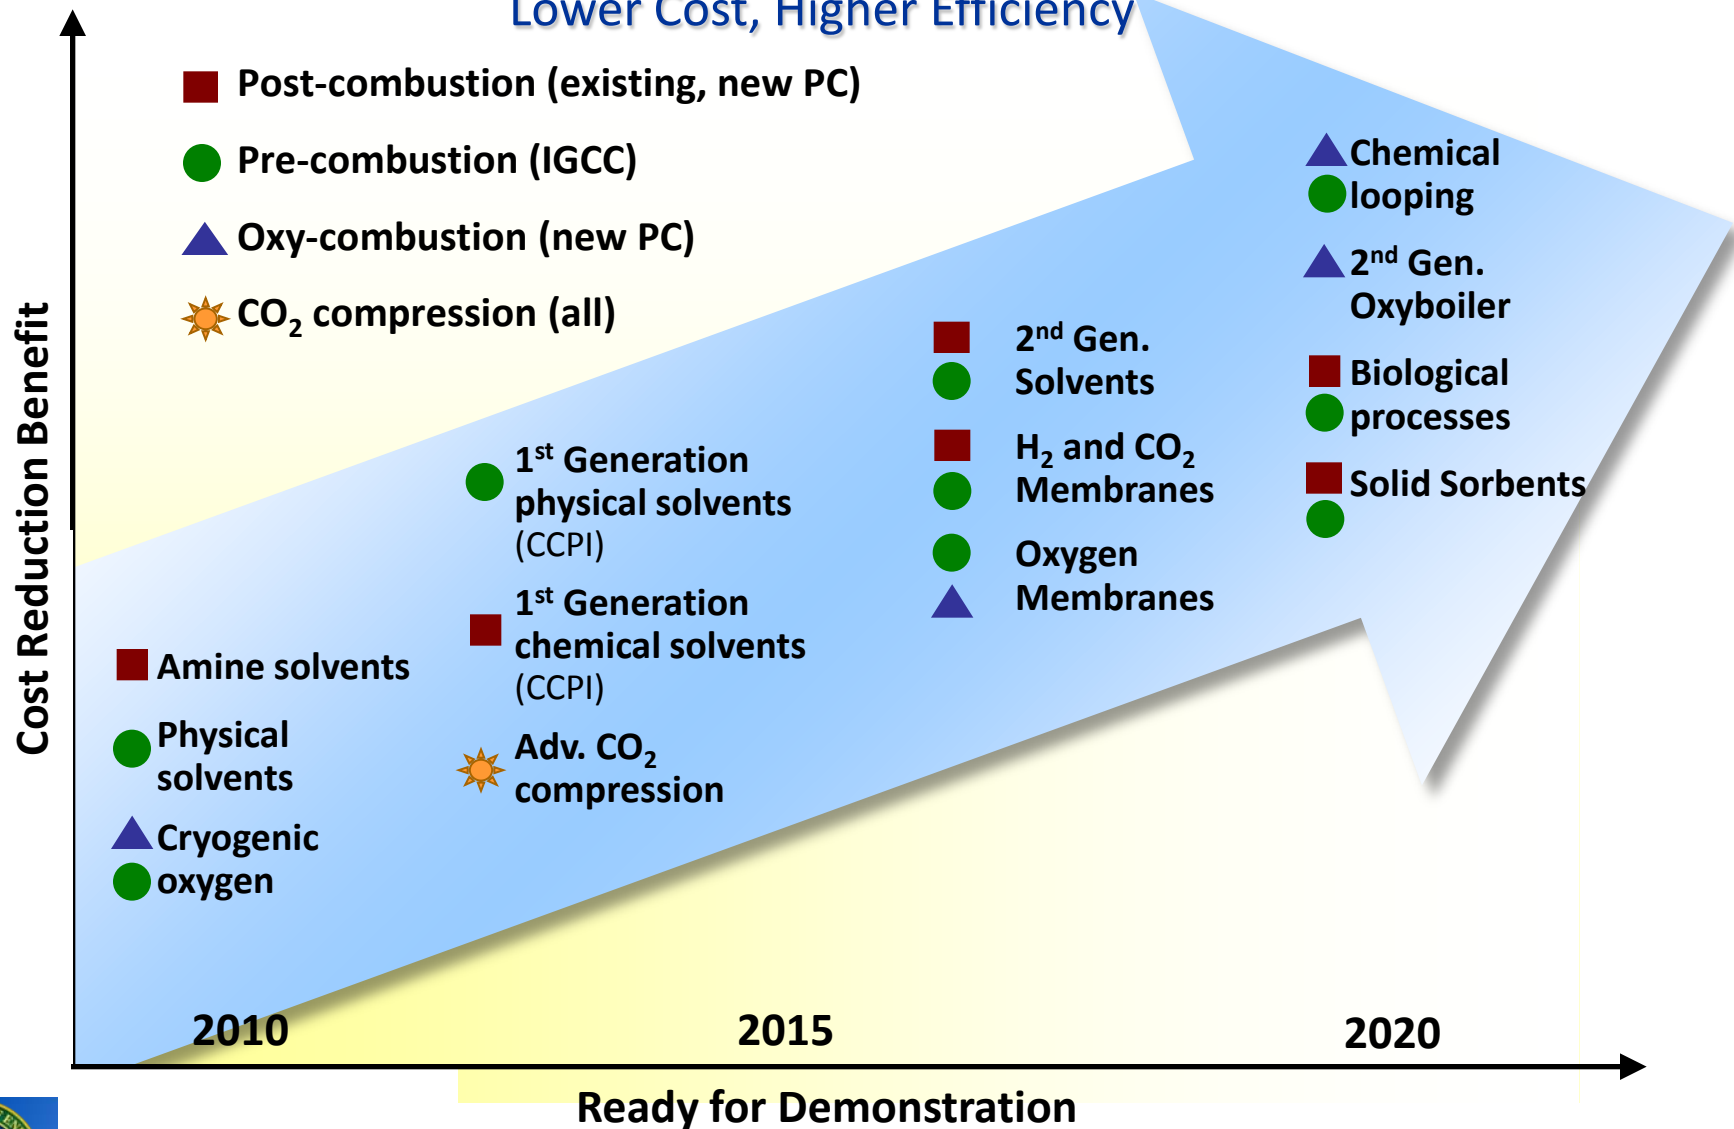 Lower Cost, Higher Efficiency
Post-combustion (existing, new PC)
Pre-combustion (IGCC)
Oxy-combustion (new PC)
CO₂ compression (all)
Cost Reduction Benefit
Amine solvents
Physical
solvents
Cryogenic
oxygen
1st Generation
physical solvents
(CCPI)
1st Generation
chemical solvents
(CCPI)
Adv. CO₂
compression
2nd Gen.
Solvents
H₂ and CO₂
Membranes
Oxygen
Membranes
Chemical
looping
2nd Gen.
Oxyboiler
Biological
processes
Solid Sorbents
2010
2015
2020
Ready for Demonstration